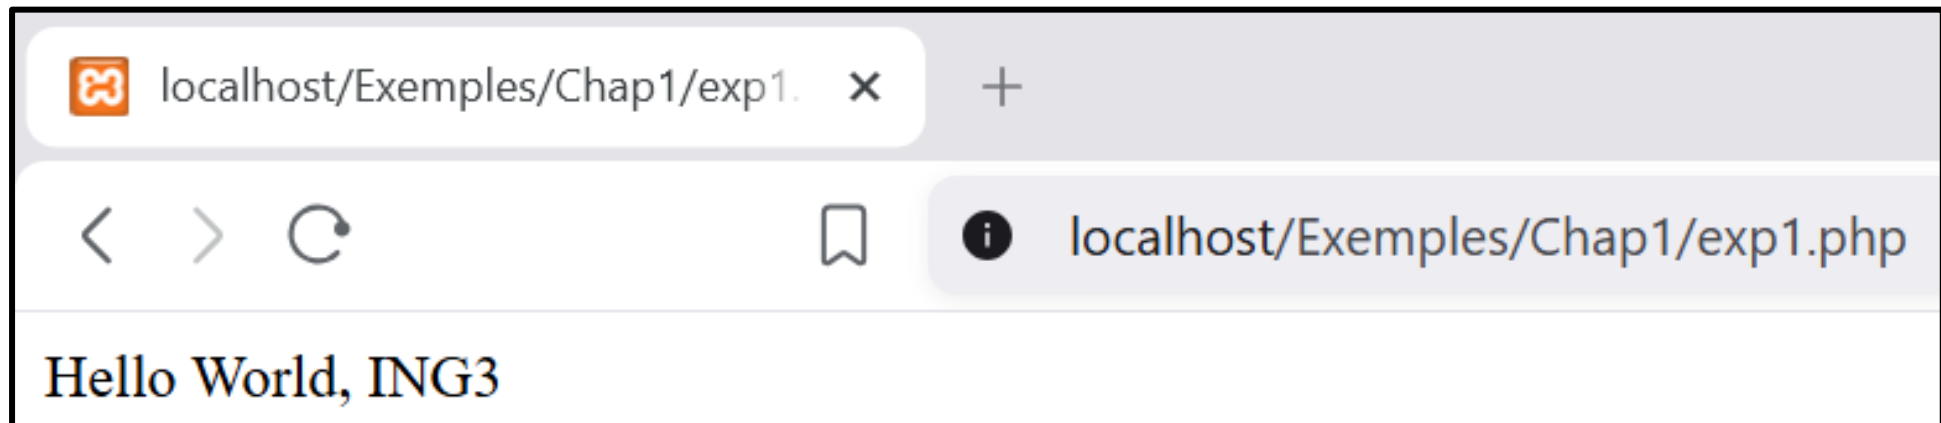 localhost/Exemples/Chap1/exp1.
localhost/Exemples/Chap1/exp1.php
Hello World, ING3